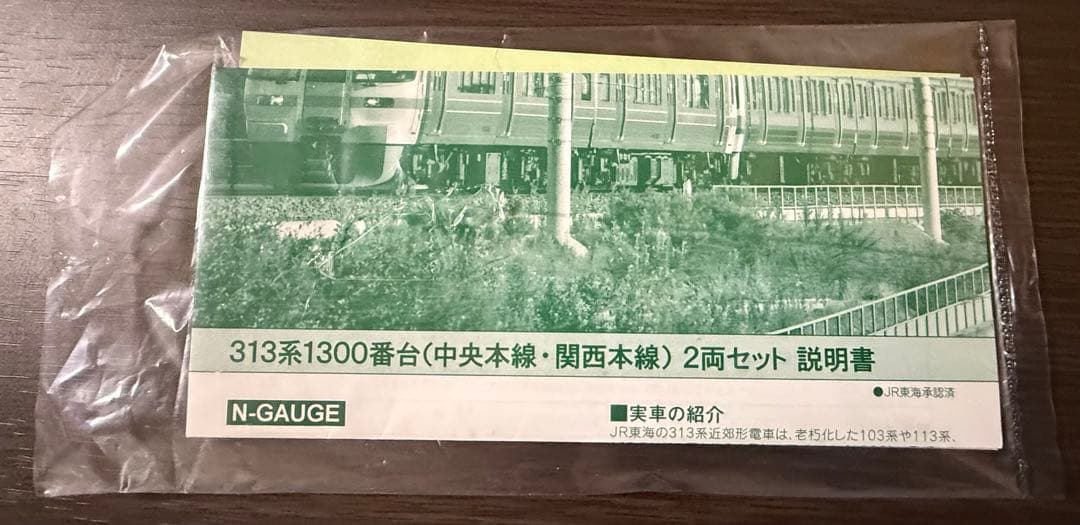 313系1300番台(中央本線・関西本線) 2両セット 説明書
●JR東海承認済
N-GAUGE
■実車の紹介
JR東海の313系近郊形電車は、老朽化した103系や113系、